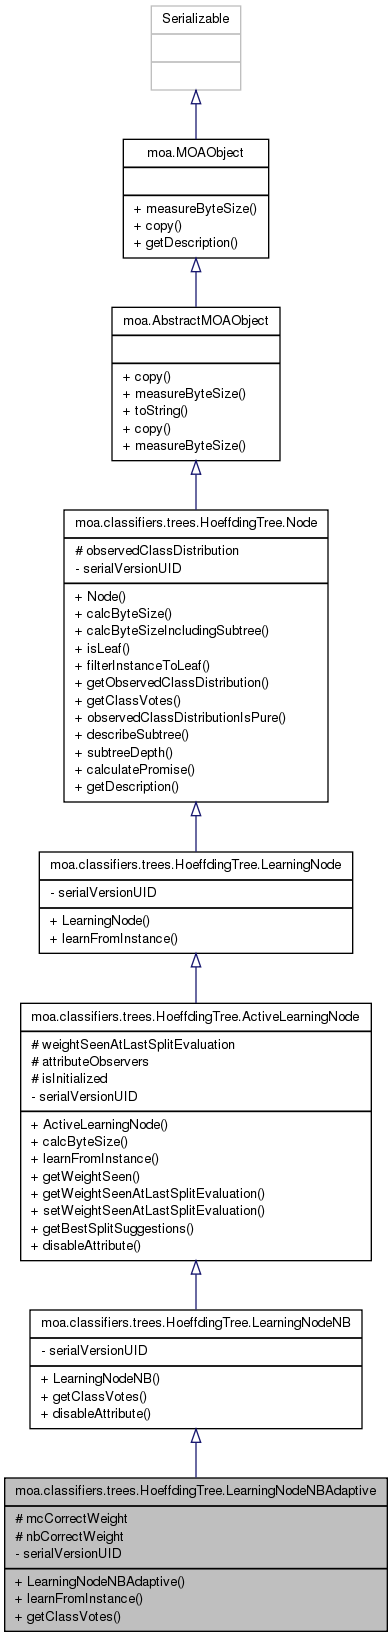 Serializable
moa.MOAObject
+ measureByteSize()
+ copy()
+ getDescription()
moa.AbstractMOAObject
+ copy()
+ measureByteSize()
+ toString()
+ copy()
+ measureByteSize()
moa.classifiers.trees.HoeffdingTree.Node
# observedClassDistribution
- serialVersionUID
+ Node()
+ calcByteSize()
+ calcByteSizeIncludingSubtree()
+ isLeaf()
+ filterInstanceToLeaf()
+ getObservedClassDistribution()
+ getClassVotes()
+ observedClassDistributionIsPure()
+ describeSubtree()
+ subtreeDepth()
+ calculatePromise()
+ getDescription()
moa.classifiers.trees.HoeffdingTree.LearningNode
- serialVersionUID
+ LearningNode()
+ learnFromInstance()
moa.classifiers.trees.HoeffdingTree.ActiveLearningNode
# weightSeenAtLastSplitEvaluation
# attributeObservers
# isInitialized
- serialVersionUID
+ ActiveLearningNode()
+ calcByteSize()
+ learnFromInstance()
+ getWeightSeen()
+ getWeightSeenAtLastSplitEvaluation()
+ setWeightSeenAtLastSplitEvaluation()
+ getBestSplitSuggestions()
+ disableAttribute()
moa.classifiers.trees.HoeffdingTree.LearningNodeNB
- serialVersionUID
+ LearningNodeNB()
+ getClassVotes()
+ disableAttribute()
moa.classifiers.trees.HoeffdingTree.LearningNodeNBAdaptive
# mcCorrectWeight
# nbCorrectWeight
- serialVersionUID
+ LearningNodeNBAdaptive()
+ learnFromInstance()
+ getClassVotes()